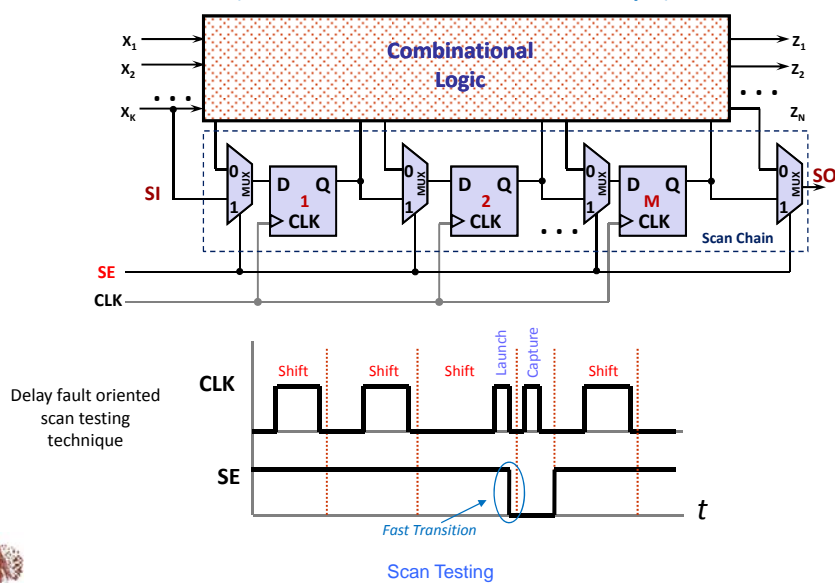 X1
X2
XK
Combinational
Logic
Z1
Z2
ZN
. . .
. . .
SI
0
1
MUX
D Q
1
CLK
0
1
MUX
D Q
2
CLK
. . .
0
1
MUX
D Q
M
CLK
0
1
MUX
SO
Scan Chain
SE
CLK
Delay fault oriented
scan testing
technique
CLK
Shift
Shift
Shift
Launch
Capture
Shift
SE
Fast Transition
t
Scan Testing